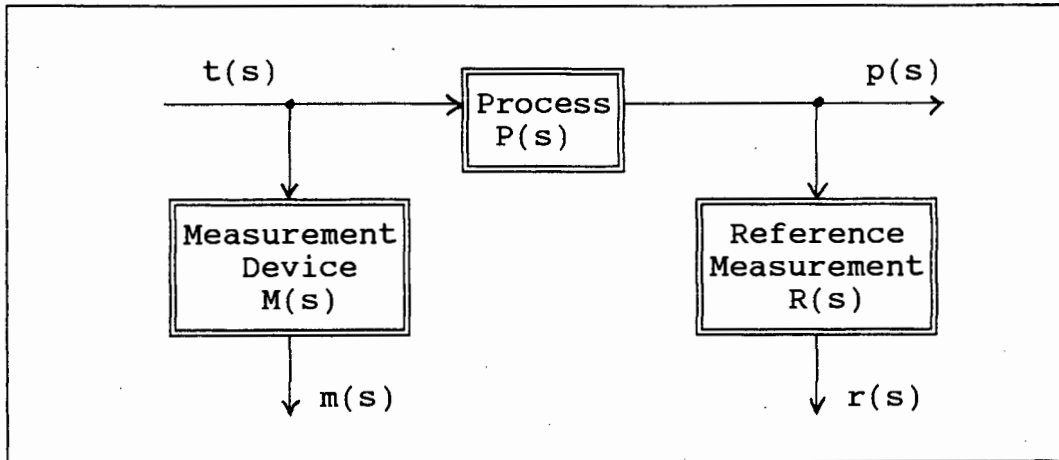 t(s)
p(s)
Process
P(s)
Measurement
Device
M(s)
Reference
Measurement
R(s)
m(s)
r(s)